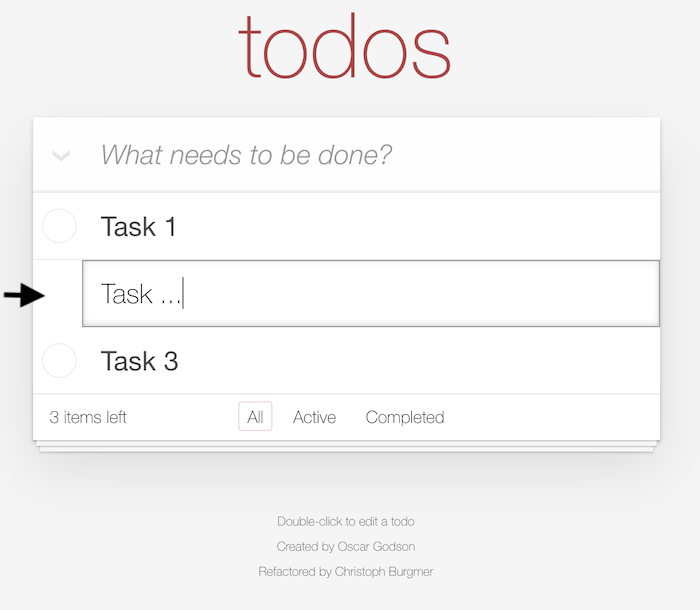 todos
What needs to be done?
Task 1
Task ...
Task 3
3 items left All Active Completed
Double-click to edit a todo
Created by Oscar Godson
Refactored by Christoph Burgmer